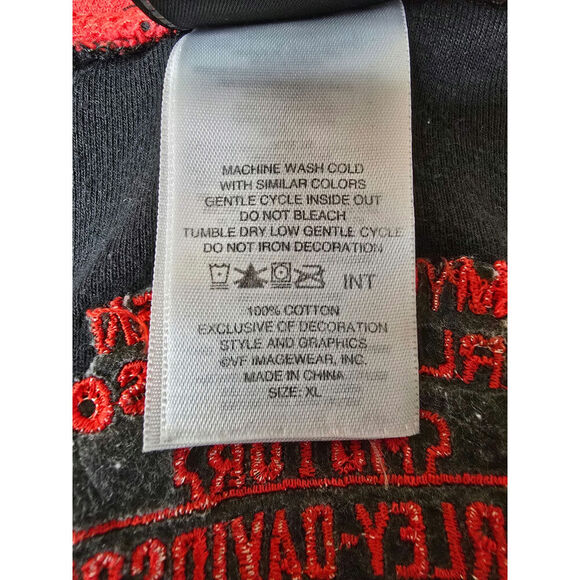 MACHINE WASH COLD
WITH SIMILAR COLORS
GENTLE CYCLE INSIDE OUT
DO NOT BLEACH
TUMBLE DRY LOW GENTLE CYCLE
DO NOT IRON DECORATION
INT
100% COTTON
EXCLUSIVE OF DECORATION
STYLE AND GRAPHICS
©VF IMAGEWEAR, INC.
MADE IN CHINA
SIZE: XL